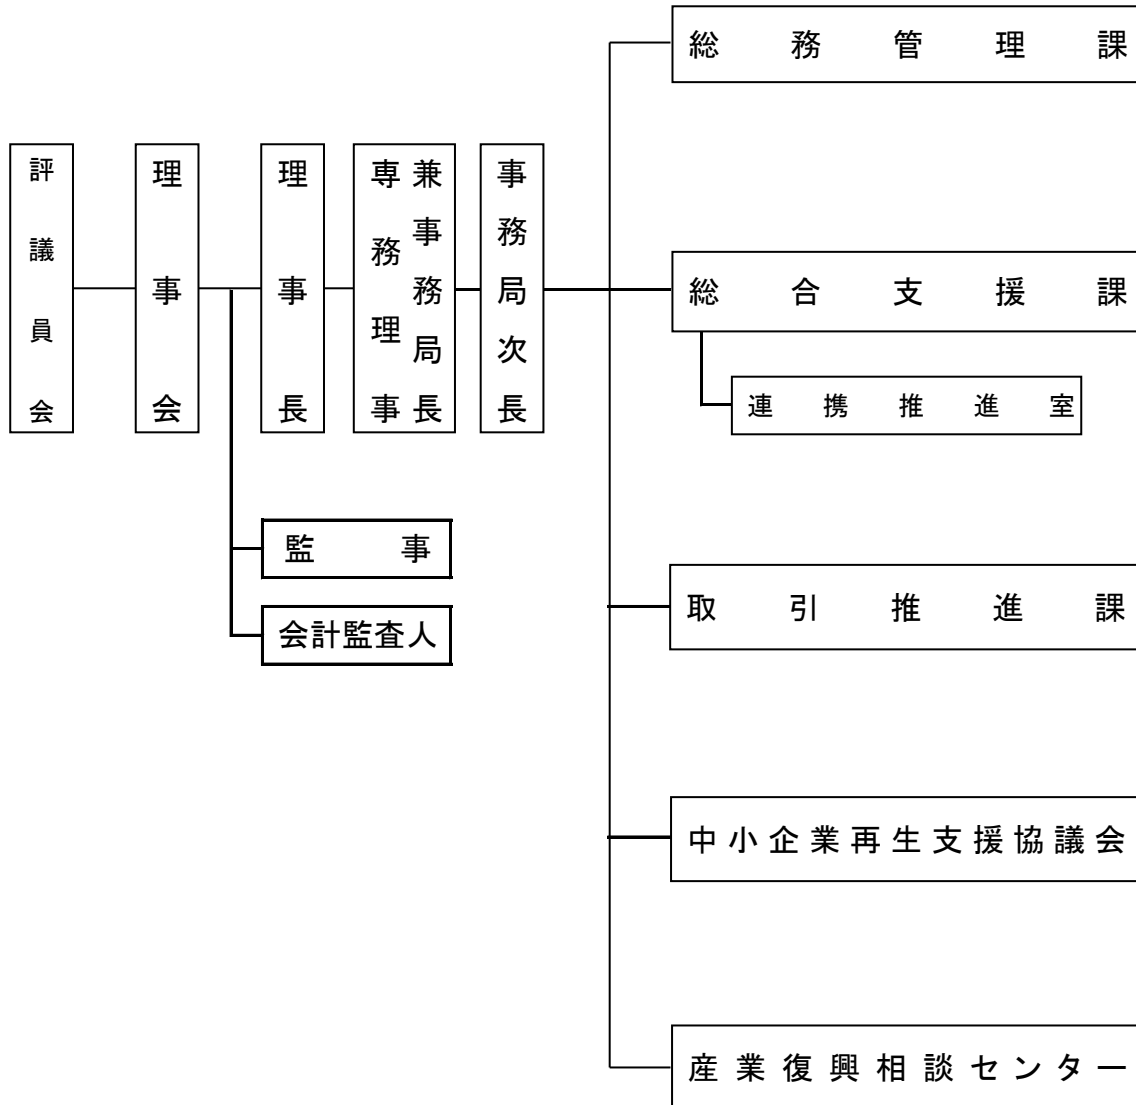 評議員会
理事会
理事長
専務理事
兼事務局長
事務局次長
監事
会計監査人
総務管理課
総合支援課
連携推進室
取引推進課
中小企業再生支援協議会
産業復興相談センター